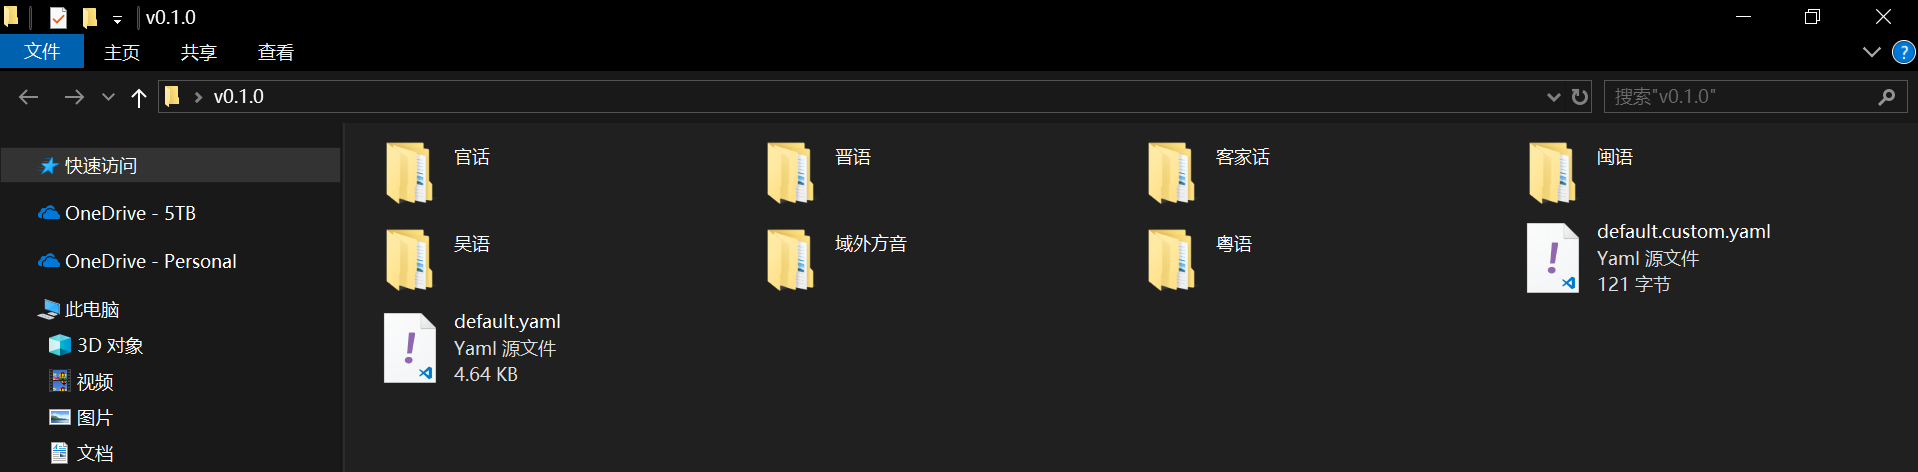 v0.1.0
文件 主页 共享 查看
v0.1.0
搜索"v0.1.0"
快速访问
OneDrive - 5TB
OneDrive - Personal
此电脑
3D 对象
视频
图片
文档
官话
晋语
客家话
闽语
吴语
域外方音
粤语
default.custom.yaml
Yaml 源文件
121 字节
default.yaml
Yaml 源文件
4.64 KB